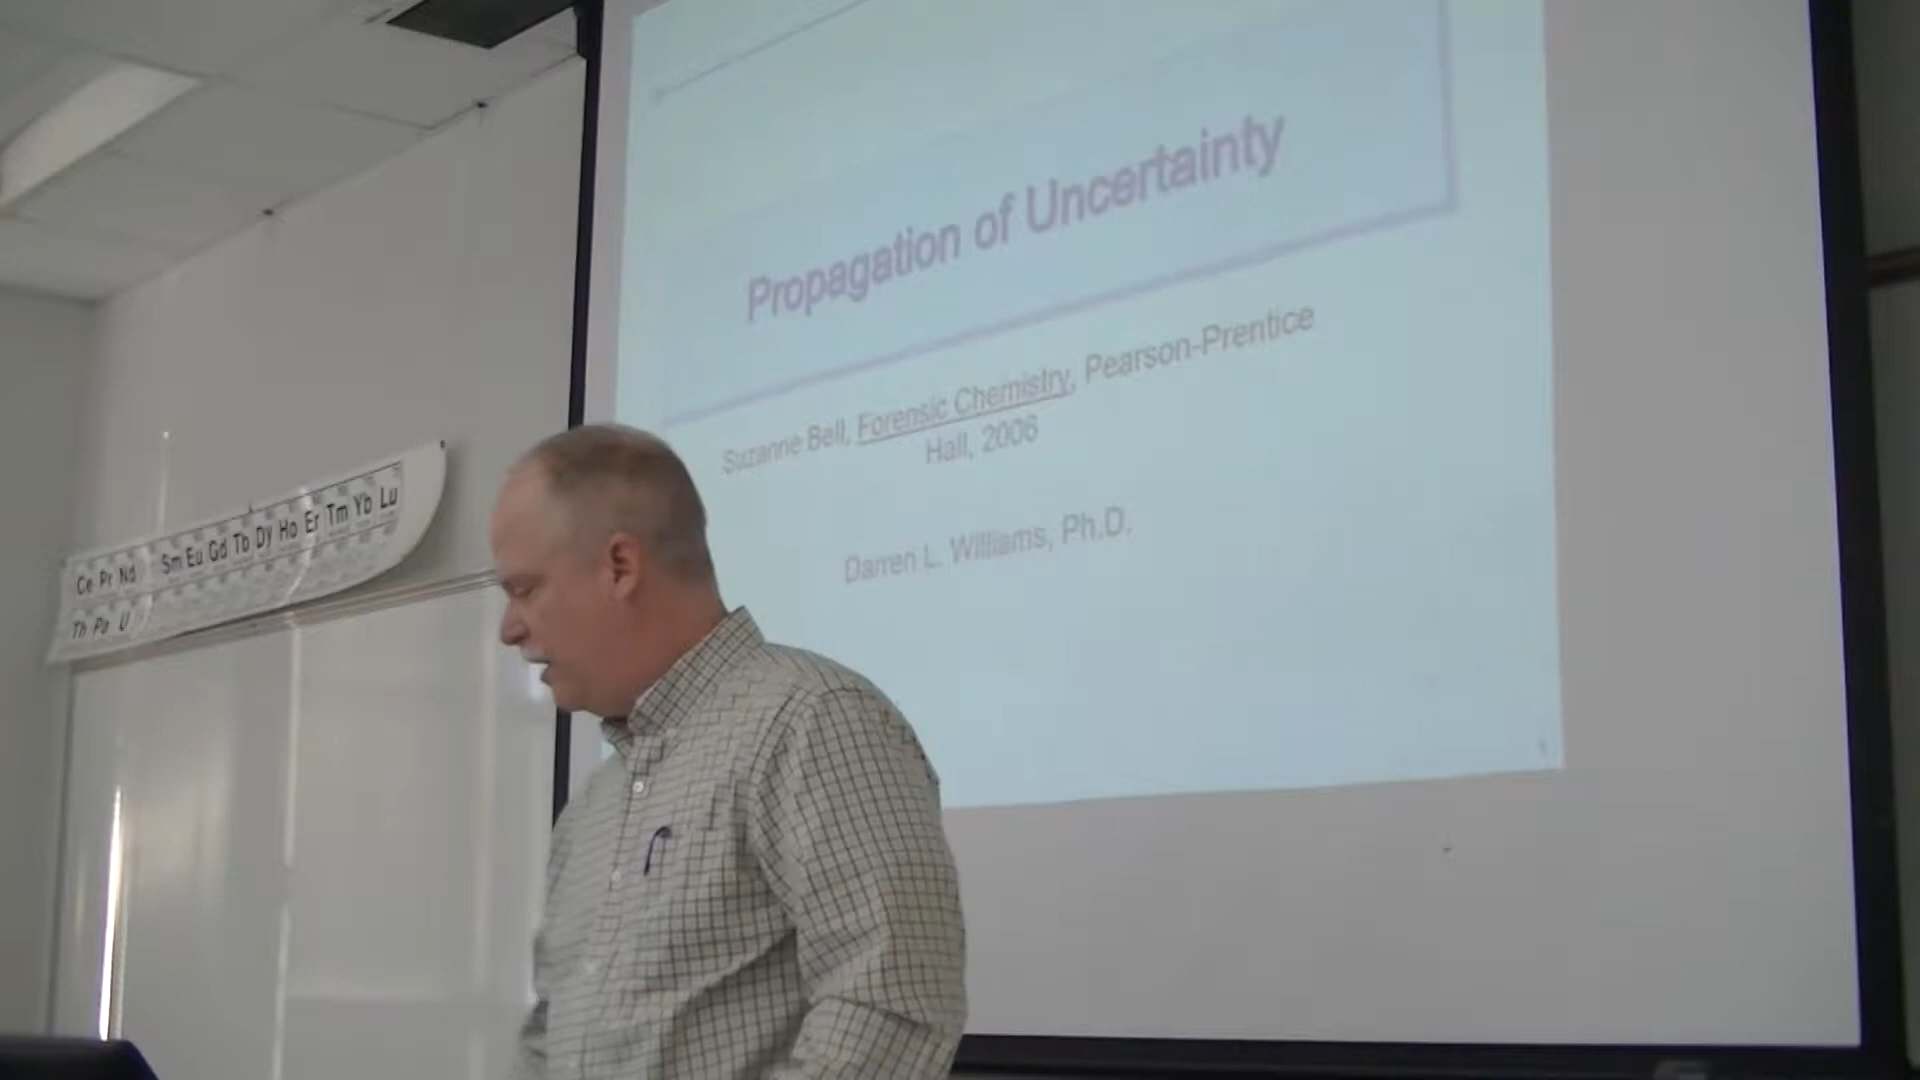 Propagation of Uncertainty
Suzanne Bell, Forensic Chemistry, Pearson-Prentice
Hall, 2006
Darren L. Williams, Ph.D.
Ce Pr Nd Sm Eu Gd Tb Dy Ho Er Tm Yb Lu
Th Pa U